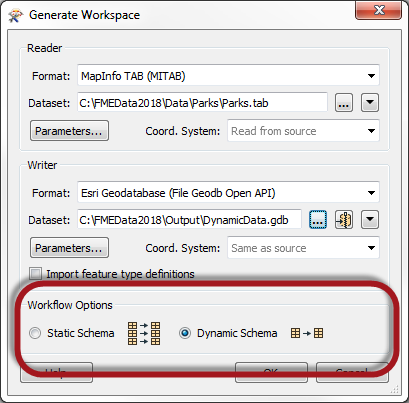 Generate Workspace
Reader
Format: MapInfo TAB (MITAB)
Dataset: C:\FMEData2018\Data\Parks\Parks.tab ...
Parameters... Coord. System: Read from source
Writer
Format: Esri Geodatabase (File Geodb Open API)
Dataset: C:\FMEData2018\Output\DynamicData.gdb ...
Parameters... Coord. System: Same as source
Import feature type definitions
Workflow Options
Static Schema Dynamic Schema
Help OK Cancel